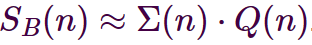 S_B(n) ≈ Σ(n) · Q(n).